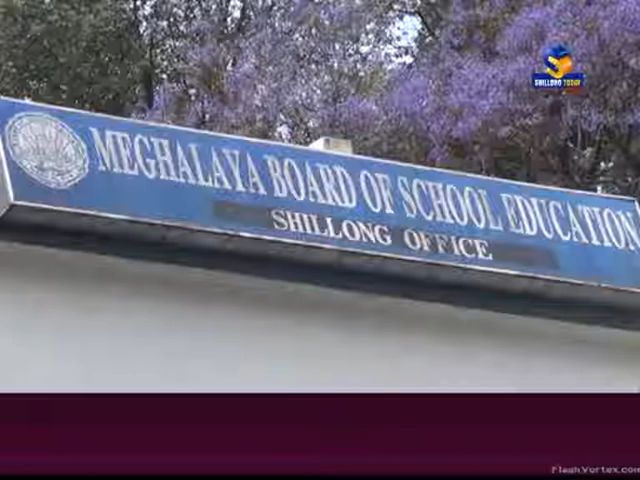 SHILLONG TODAY
MEGHALAYA BOARD OF SCHOOL EDUCATION
SHILLONG OFFICE
FlashVortex.com